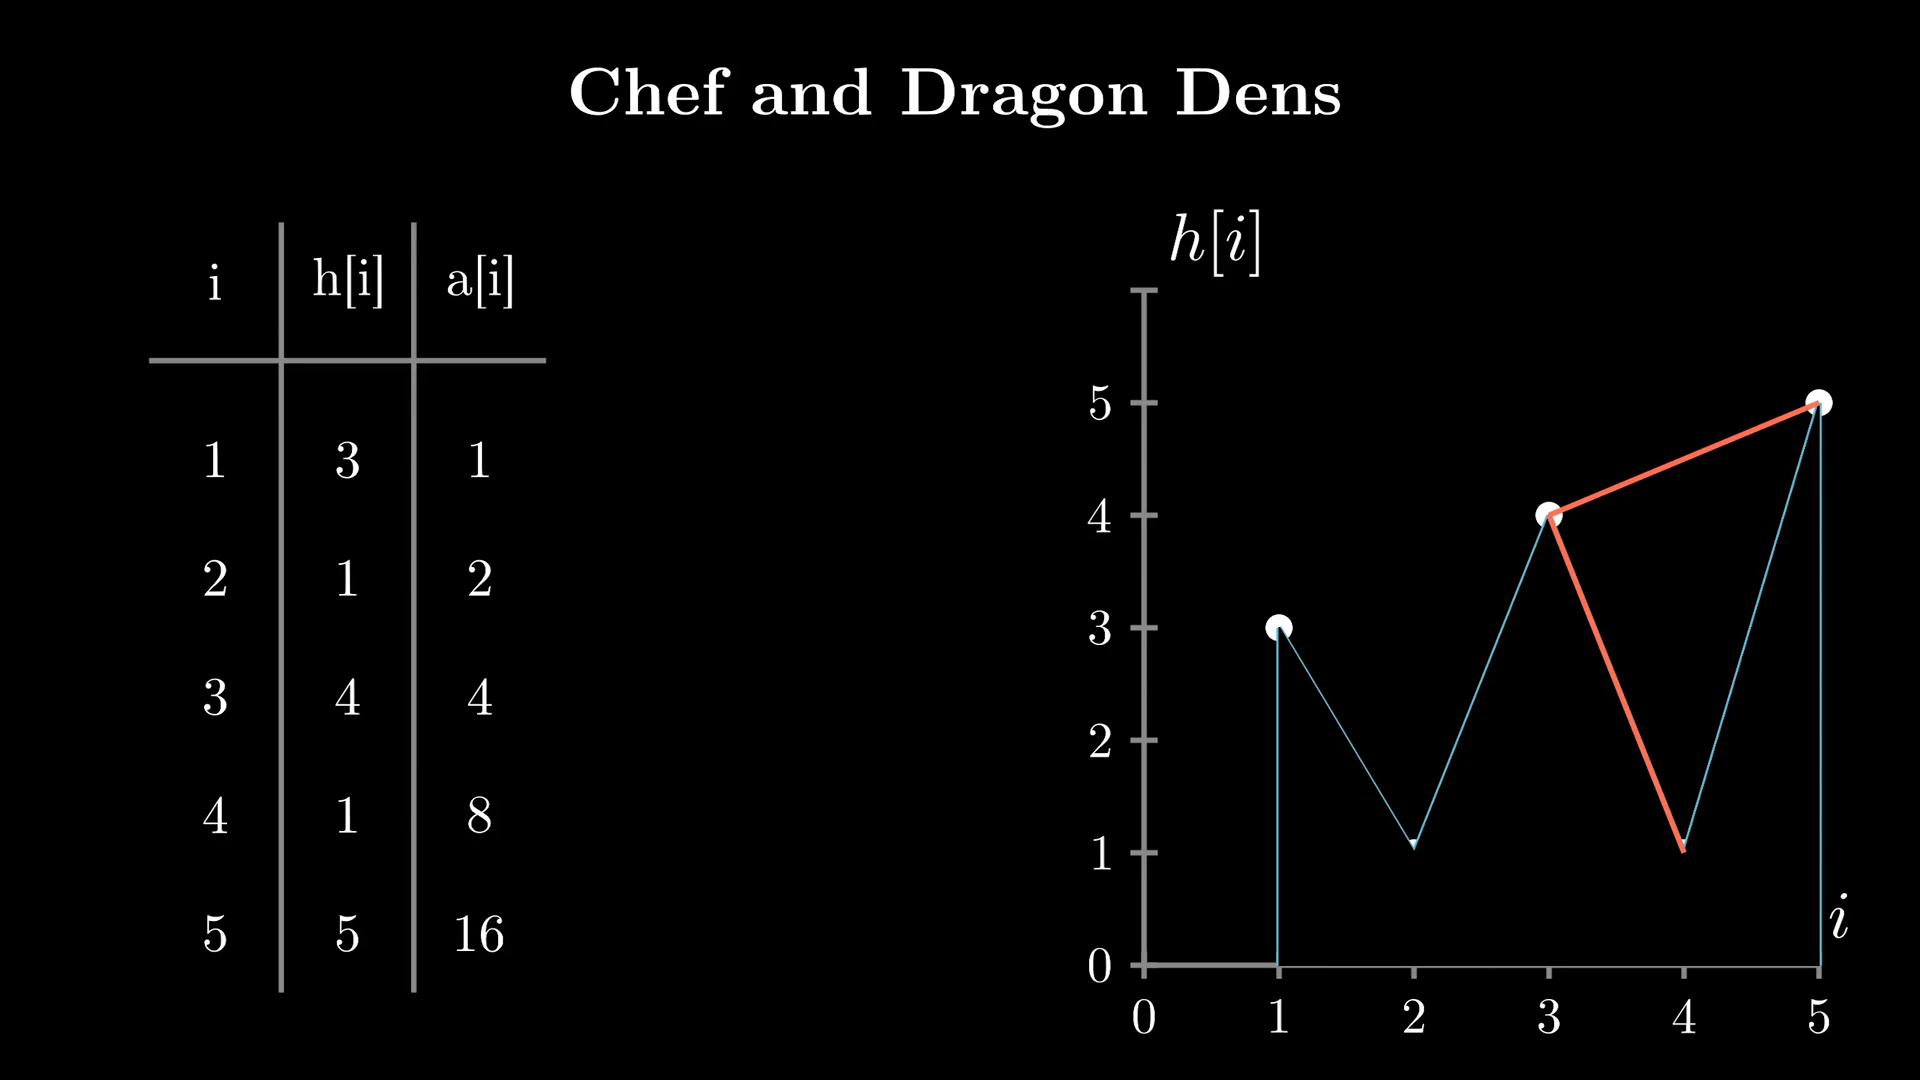 Chef and Dragon Dens
i h[i] a[i]
1 3 1
2 1 2
3 4 4
4 1 8
5 5 16
h[i]
5
4
3
2
1
0
i
0 1 2 3 4 5